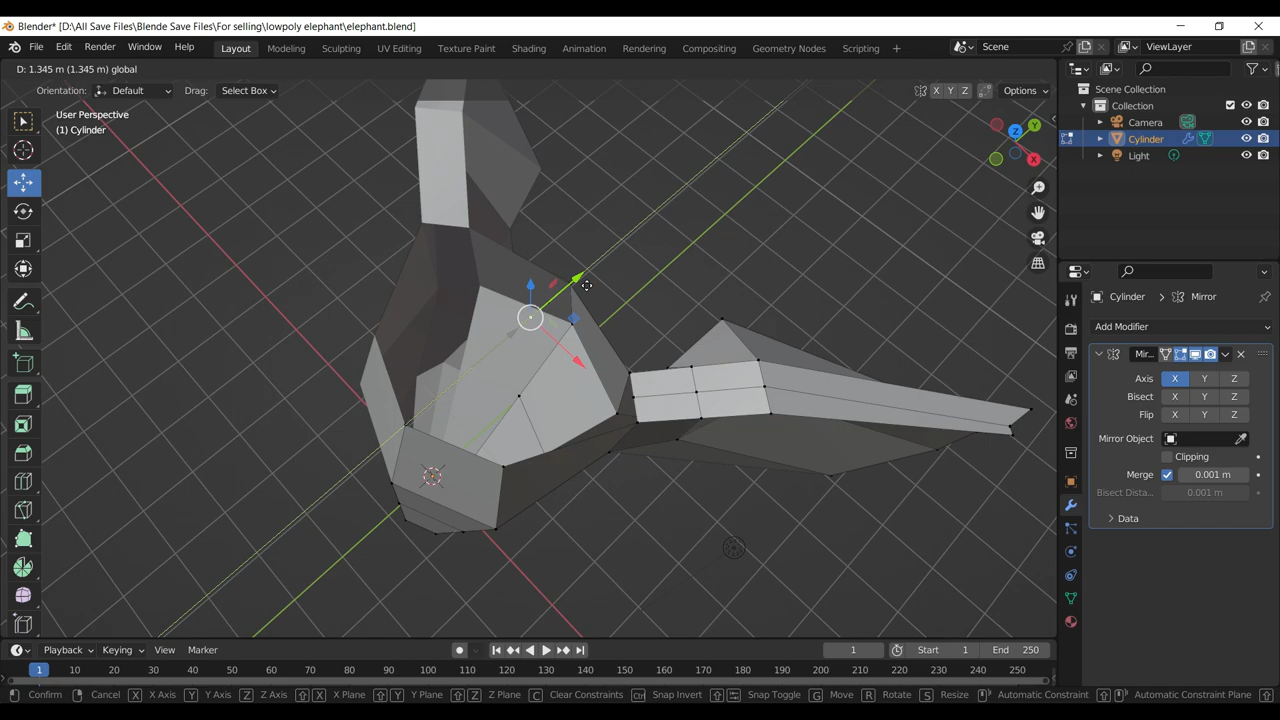 Blender* [D:\All Save Files\Blende Save Files\For selling\lowpoly elephant\elephant.blend]
File Edit Render Window Help Layout Modeling Sculpting UV Editing Texture Paint Shading Animation Rendering Compositing Geometry Nodes Scripting + Scene ViewLayer
D: 1.345 m (1.345 m) global
Orientation: Default Drag: Select Box X Y Z Options
User Perspective
(1) Cylinder
Z Y X
Scene Collection
Collection
Camera
Cylinder
Light
Cylinder > Mirror
Add Modifier
Mir...
Axis X Y Z
Bisect X Y Z
Flip X Y Z
Mirror Object
Clipping
Merge 0.001 m
Bisect Dista... 0.001 m
Data
Playback Keying View Marker 1 Start 1 End 250
1 10 20 30 40 50 60 70 80 90 100 110 120 130 140 150 160 170 180 190 200 210 220 230 240 250
Confirm Cancel X X Axis Y Y Axis Z Z Axis X X Plane Y Y Plane Z Z Plane C Clear Constraints Ctrl Snap Invert Snap Toggle G Move R Rotate S Resize Automatic Constraint Automatic Constraint Plane